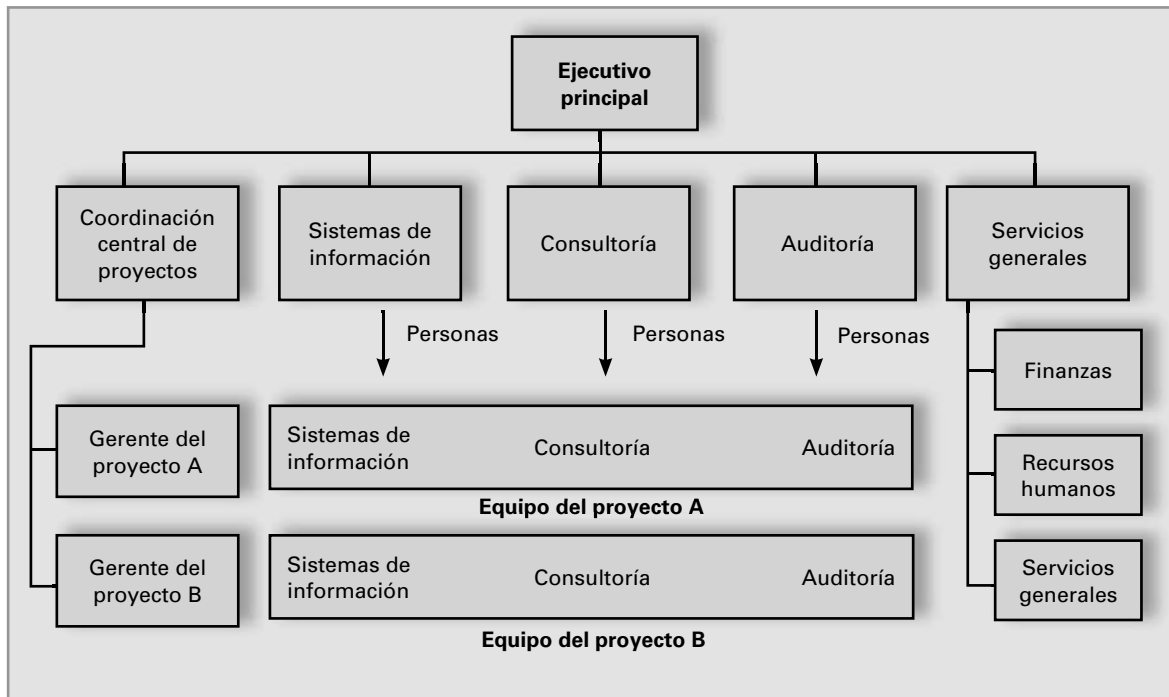 Ejecutivo
principal
Coordinación
central de
proyectos
Sistemas de
información
Consultoría
Auditoría
Servicios
generales
Personas
Personas
Personas
Finanzas
Gerente del
proyecto A
Sistemas de
información
Consultoría
Auditoría
Equipo del proyecto A
Recursos
humanos
Gerente del
proyecto B
Sistemas de
información
Consultoría
Auditoría
Equipo del proyecto B
Servicios
generales